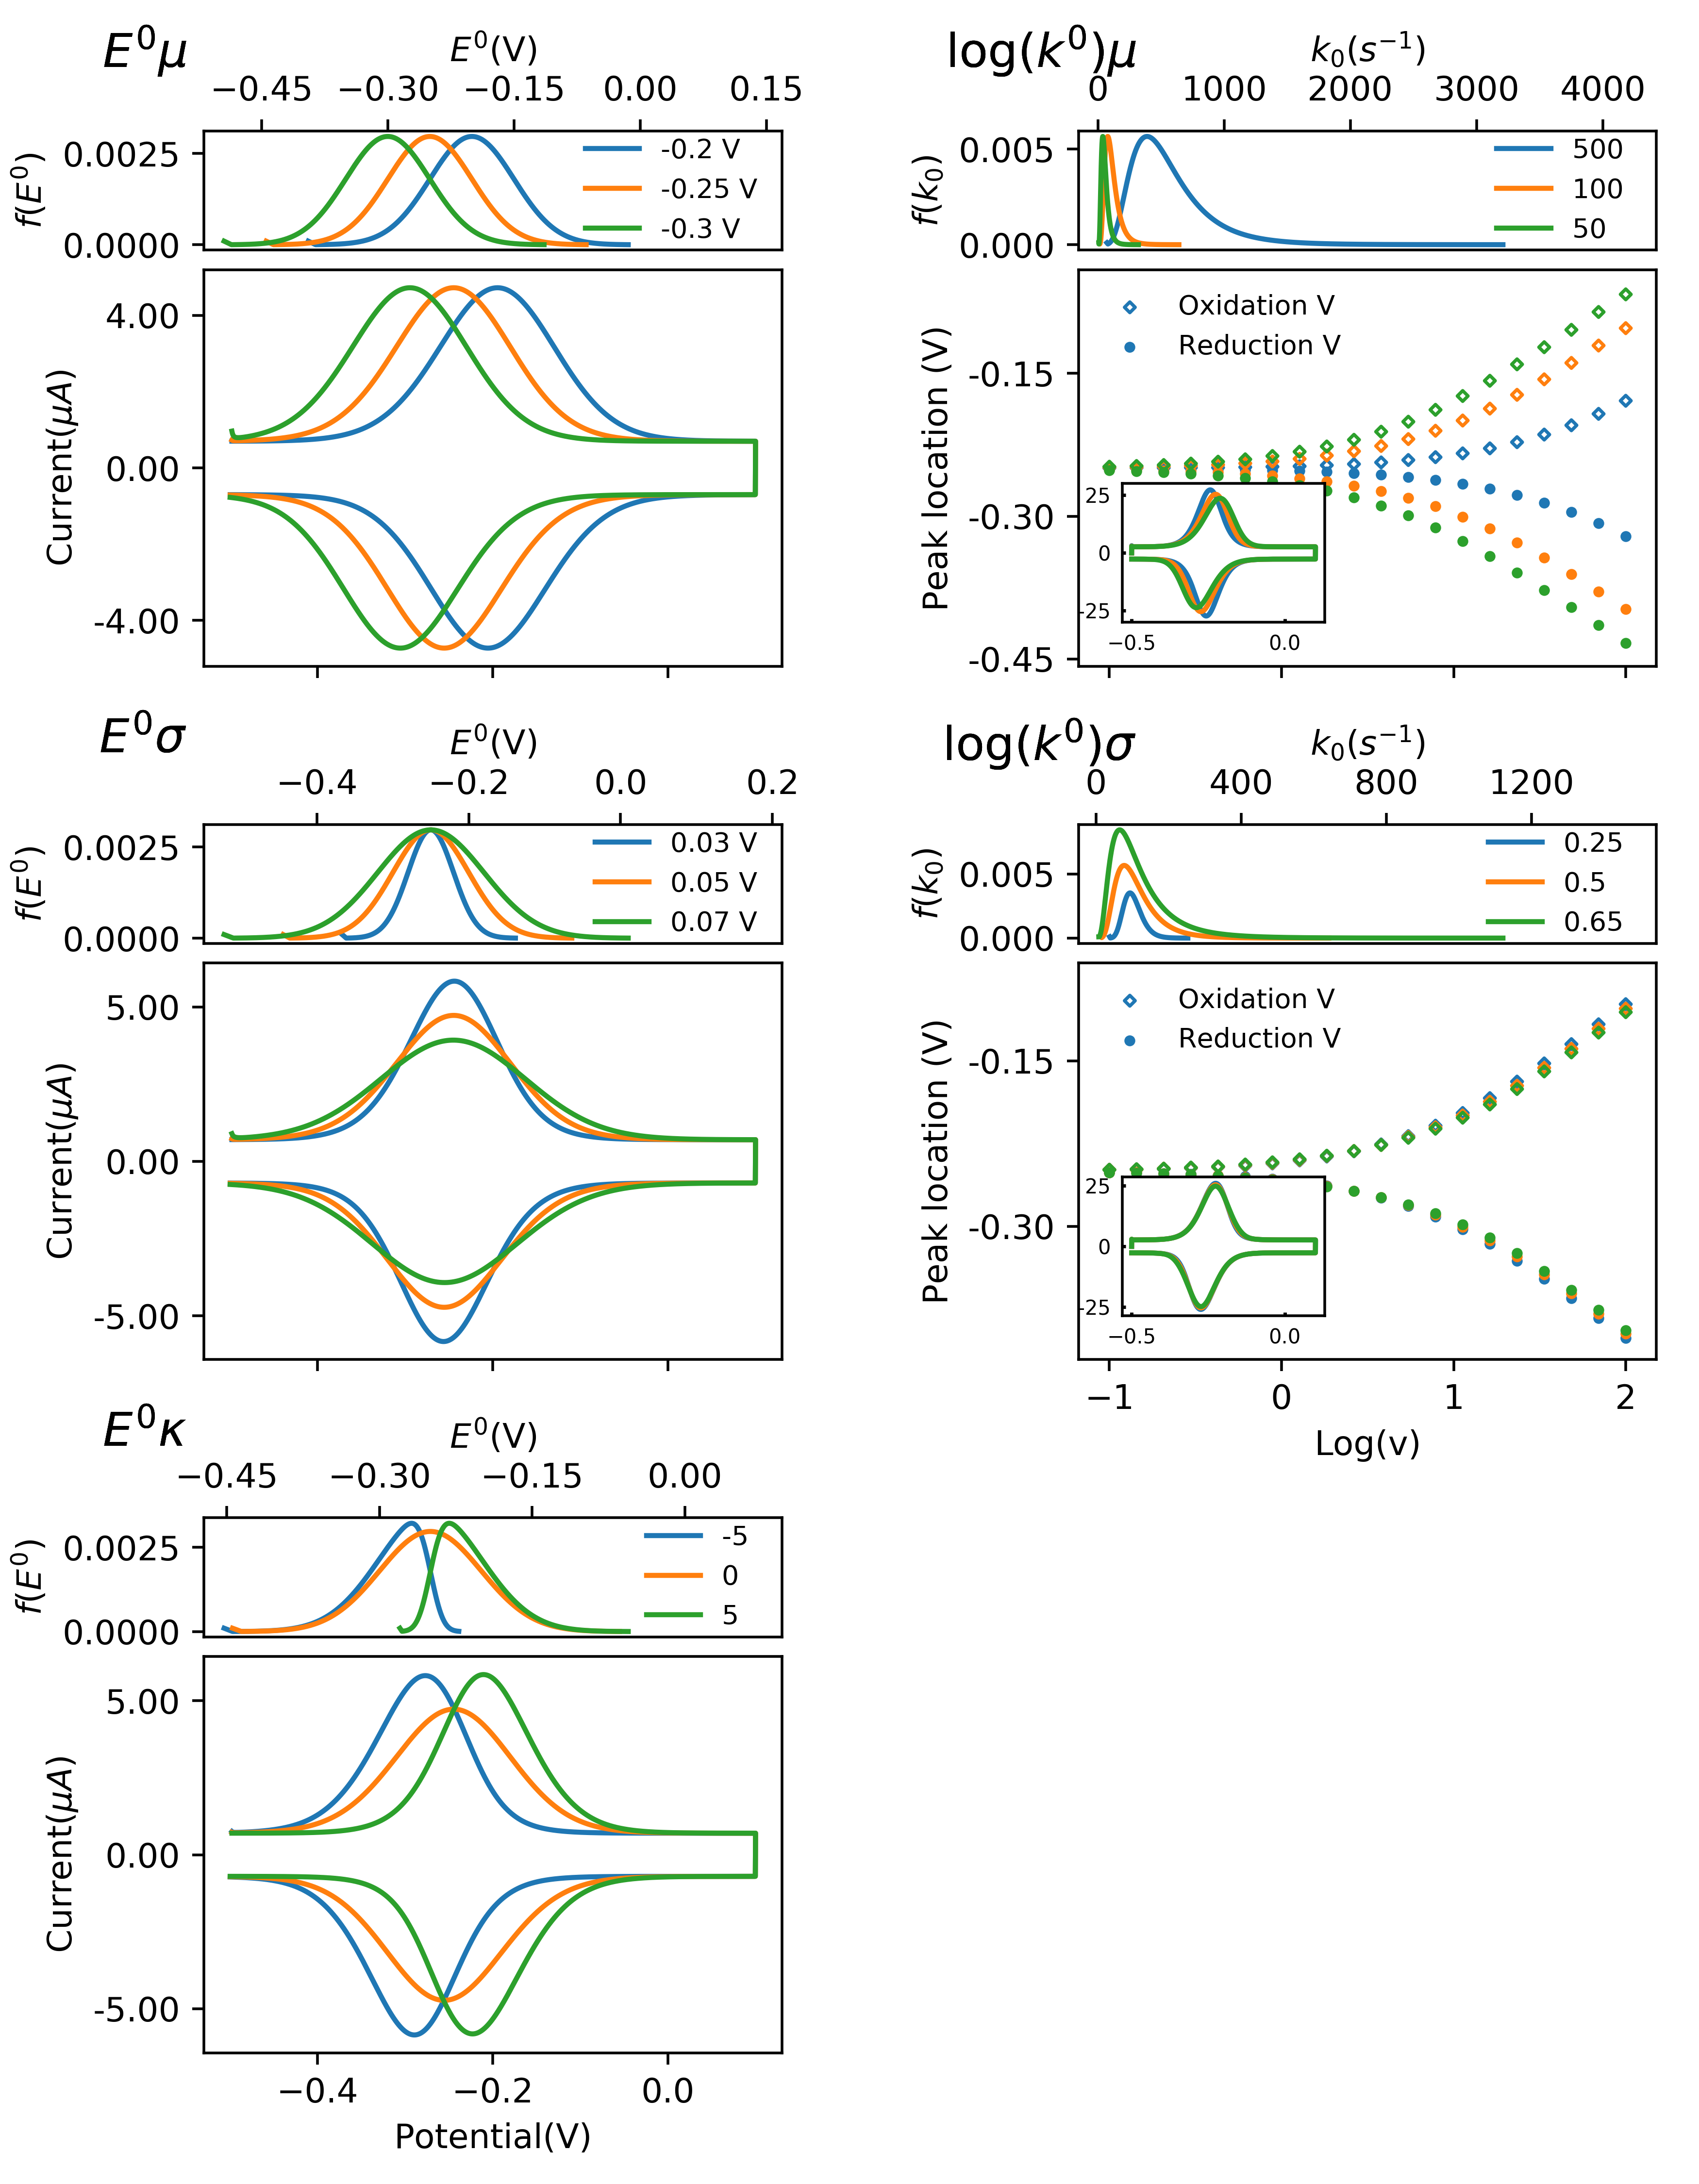 E⁰μ
E⁰(V)
−0.45 −0.30 −0.15 0.00 0.15
f(E⁰)
0.0025
0.0000
-0.2 V
-0.25 V
-0.3 V
Current(μA)
4.00
0.00
-4.00
log(k⁰)μ
k₀(s⁻¹)
0 1000 2000 3000 4000
f(k₀)
0.005
0.000
500
100
50
Peak location (V)
-0.15
-0.30
-0.45
Oxidation V
Reduction V
25
0
-25
−0.5 0.0
E⁰σ
E⁰(V)
−0.4 −0.2 0.0 0.2
f(E⁰)
0.0025
0.0000
0.03 V
0.05 V
0.07 V
Current(μA)
5.00
0.00
-5.00
log(k⁰)σ
k₀(s⁻¹)
0 400 800 1200
f(k₀)
0.005
0.000
0.25
0.5
0.65
Peak location (V)
-0.15
-0.30
Oxidation V
Reduction V
25
0
-25
−0.5 0.0
−1 0 1 2
Log(v)
E⁰κ
E⁰(V)
−0.45 −0.30 −0.15 0.00
f(E⁰)
0.0025
0.0000
-5
0
5
Current(μA)
5.00
0.00
-5.00
−0.4 −0.2 0.0
Potential(V)